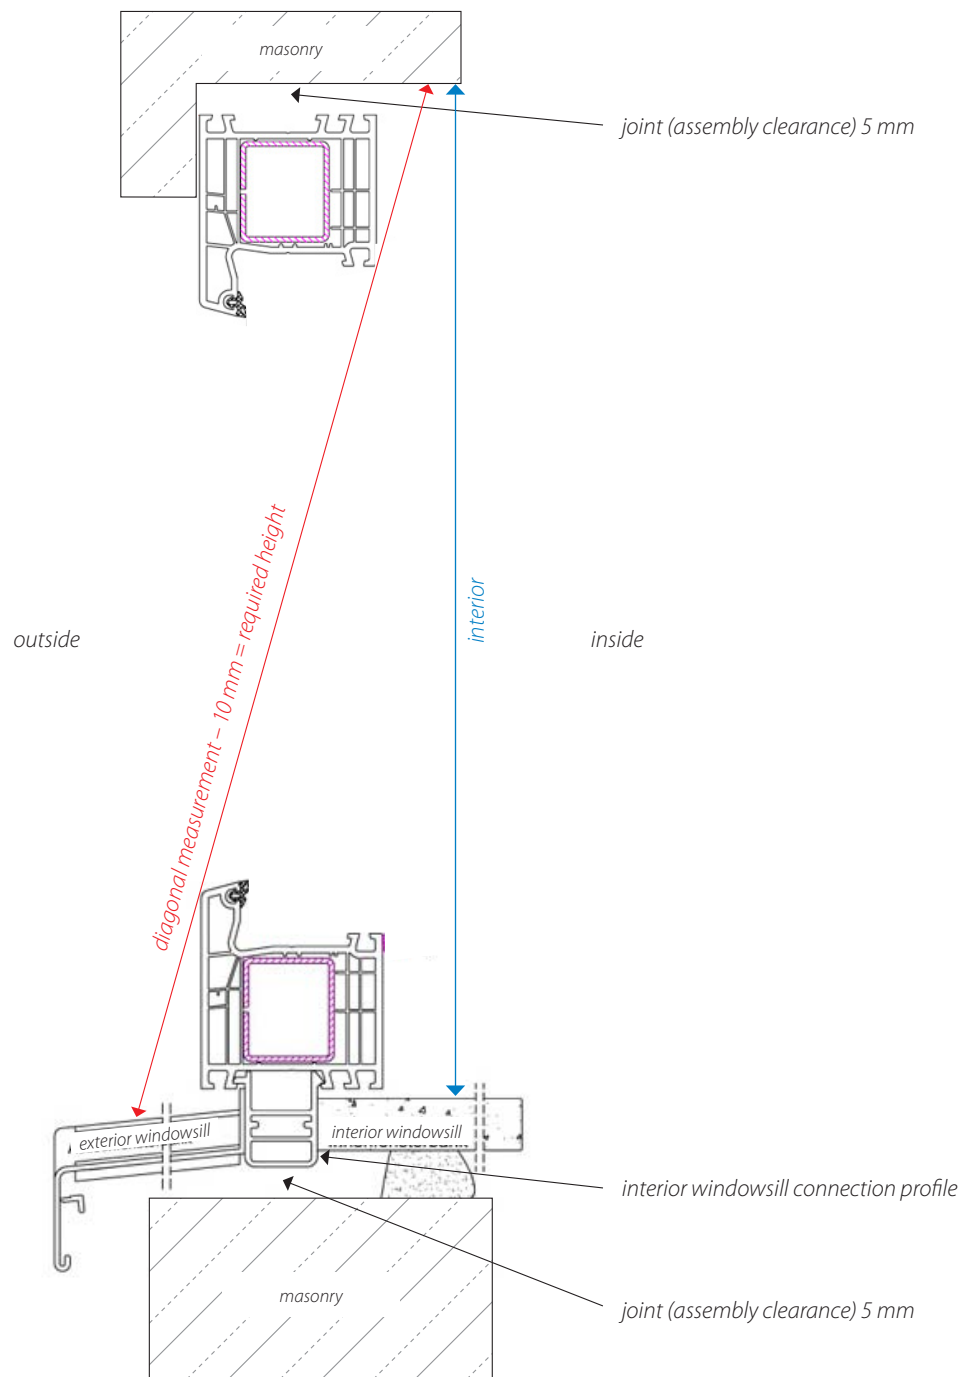 masonry
joint (assembly clearance) 5 mm
diagonal measurement – 10 mm = required height
interior
outside
inside
exterior windowsill
interior windowsill
interior windowsill connection profile
masonry
joint (assembly clearance) 5 mm